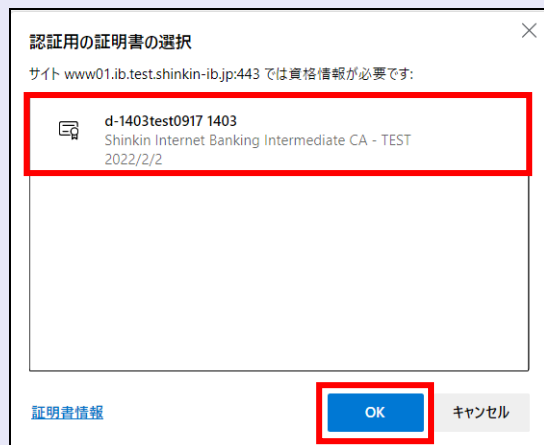 認証用の証明書の選択
サイト www01.ib.test.shinkin-ib.jp:443 では資格情報が必要です:
d-1403test0917 1403
Shinkin Internet Banking Intermediate CA - TEST
2022/2/2
証明書情報
OK
キャンセル